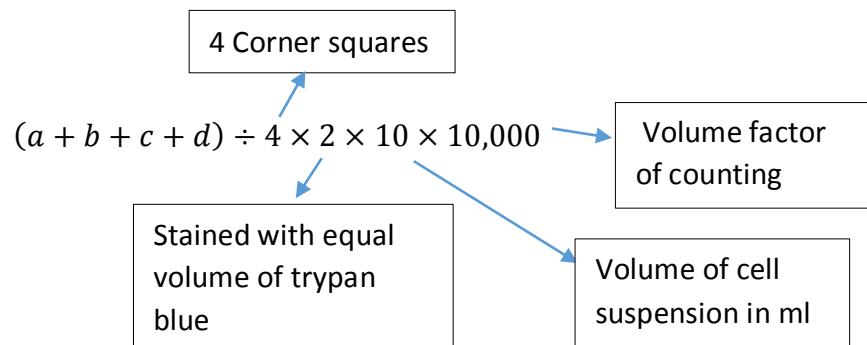 4 Corner squares
(a + b + c + d) ÷ 4 × 2 × 10 × 10,000
Volume factor
of counting
Stained with equal
volume of trypan
blue
Volume of cell
suspension in ml